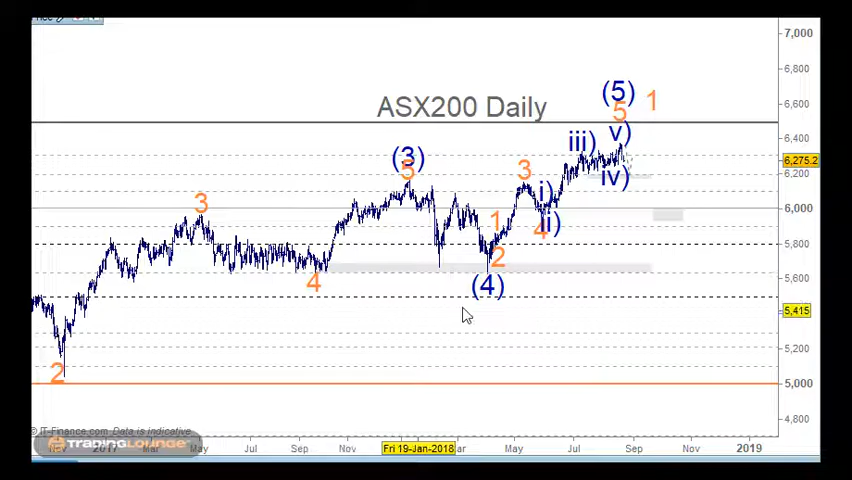 7,000
6,800
ASX200 Daily
(5) 1
5
6,600
v)
iii)
6,400
(3)
5
6,275.2
3
i)
iv)
6,200
3
1
ii)
4
6,000
5,800
2
4
(4)
5,600
5,415
5,200
2
5,000
4,800
© IT-Finance.com Data is indicative
TRADINGLOUNGE
Nov 2017 Mar May Jul Sep Nov Fri 19-Jan-2018 Mar May Jul Sep Nov 2019